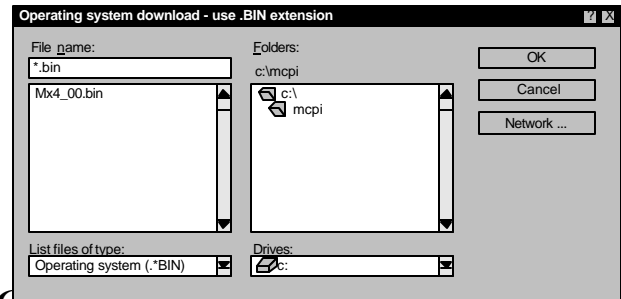 Operating system download - use .BIN extension ? X
File name: Folders: OK
*.bin c:\mcpi
Cancel
Mx4_00.bin c:\
mcpi
Network ...
List files of type: Drives:
Operating system (.*BIN) c: